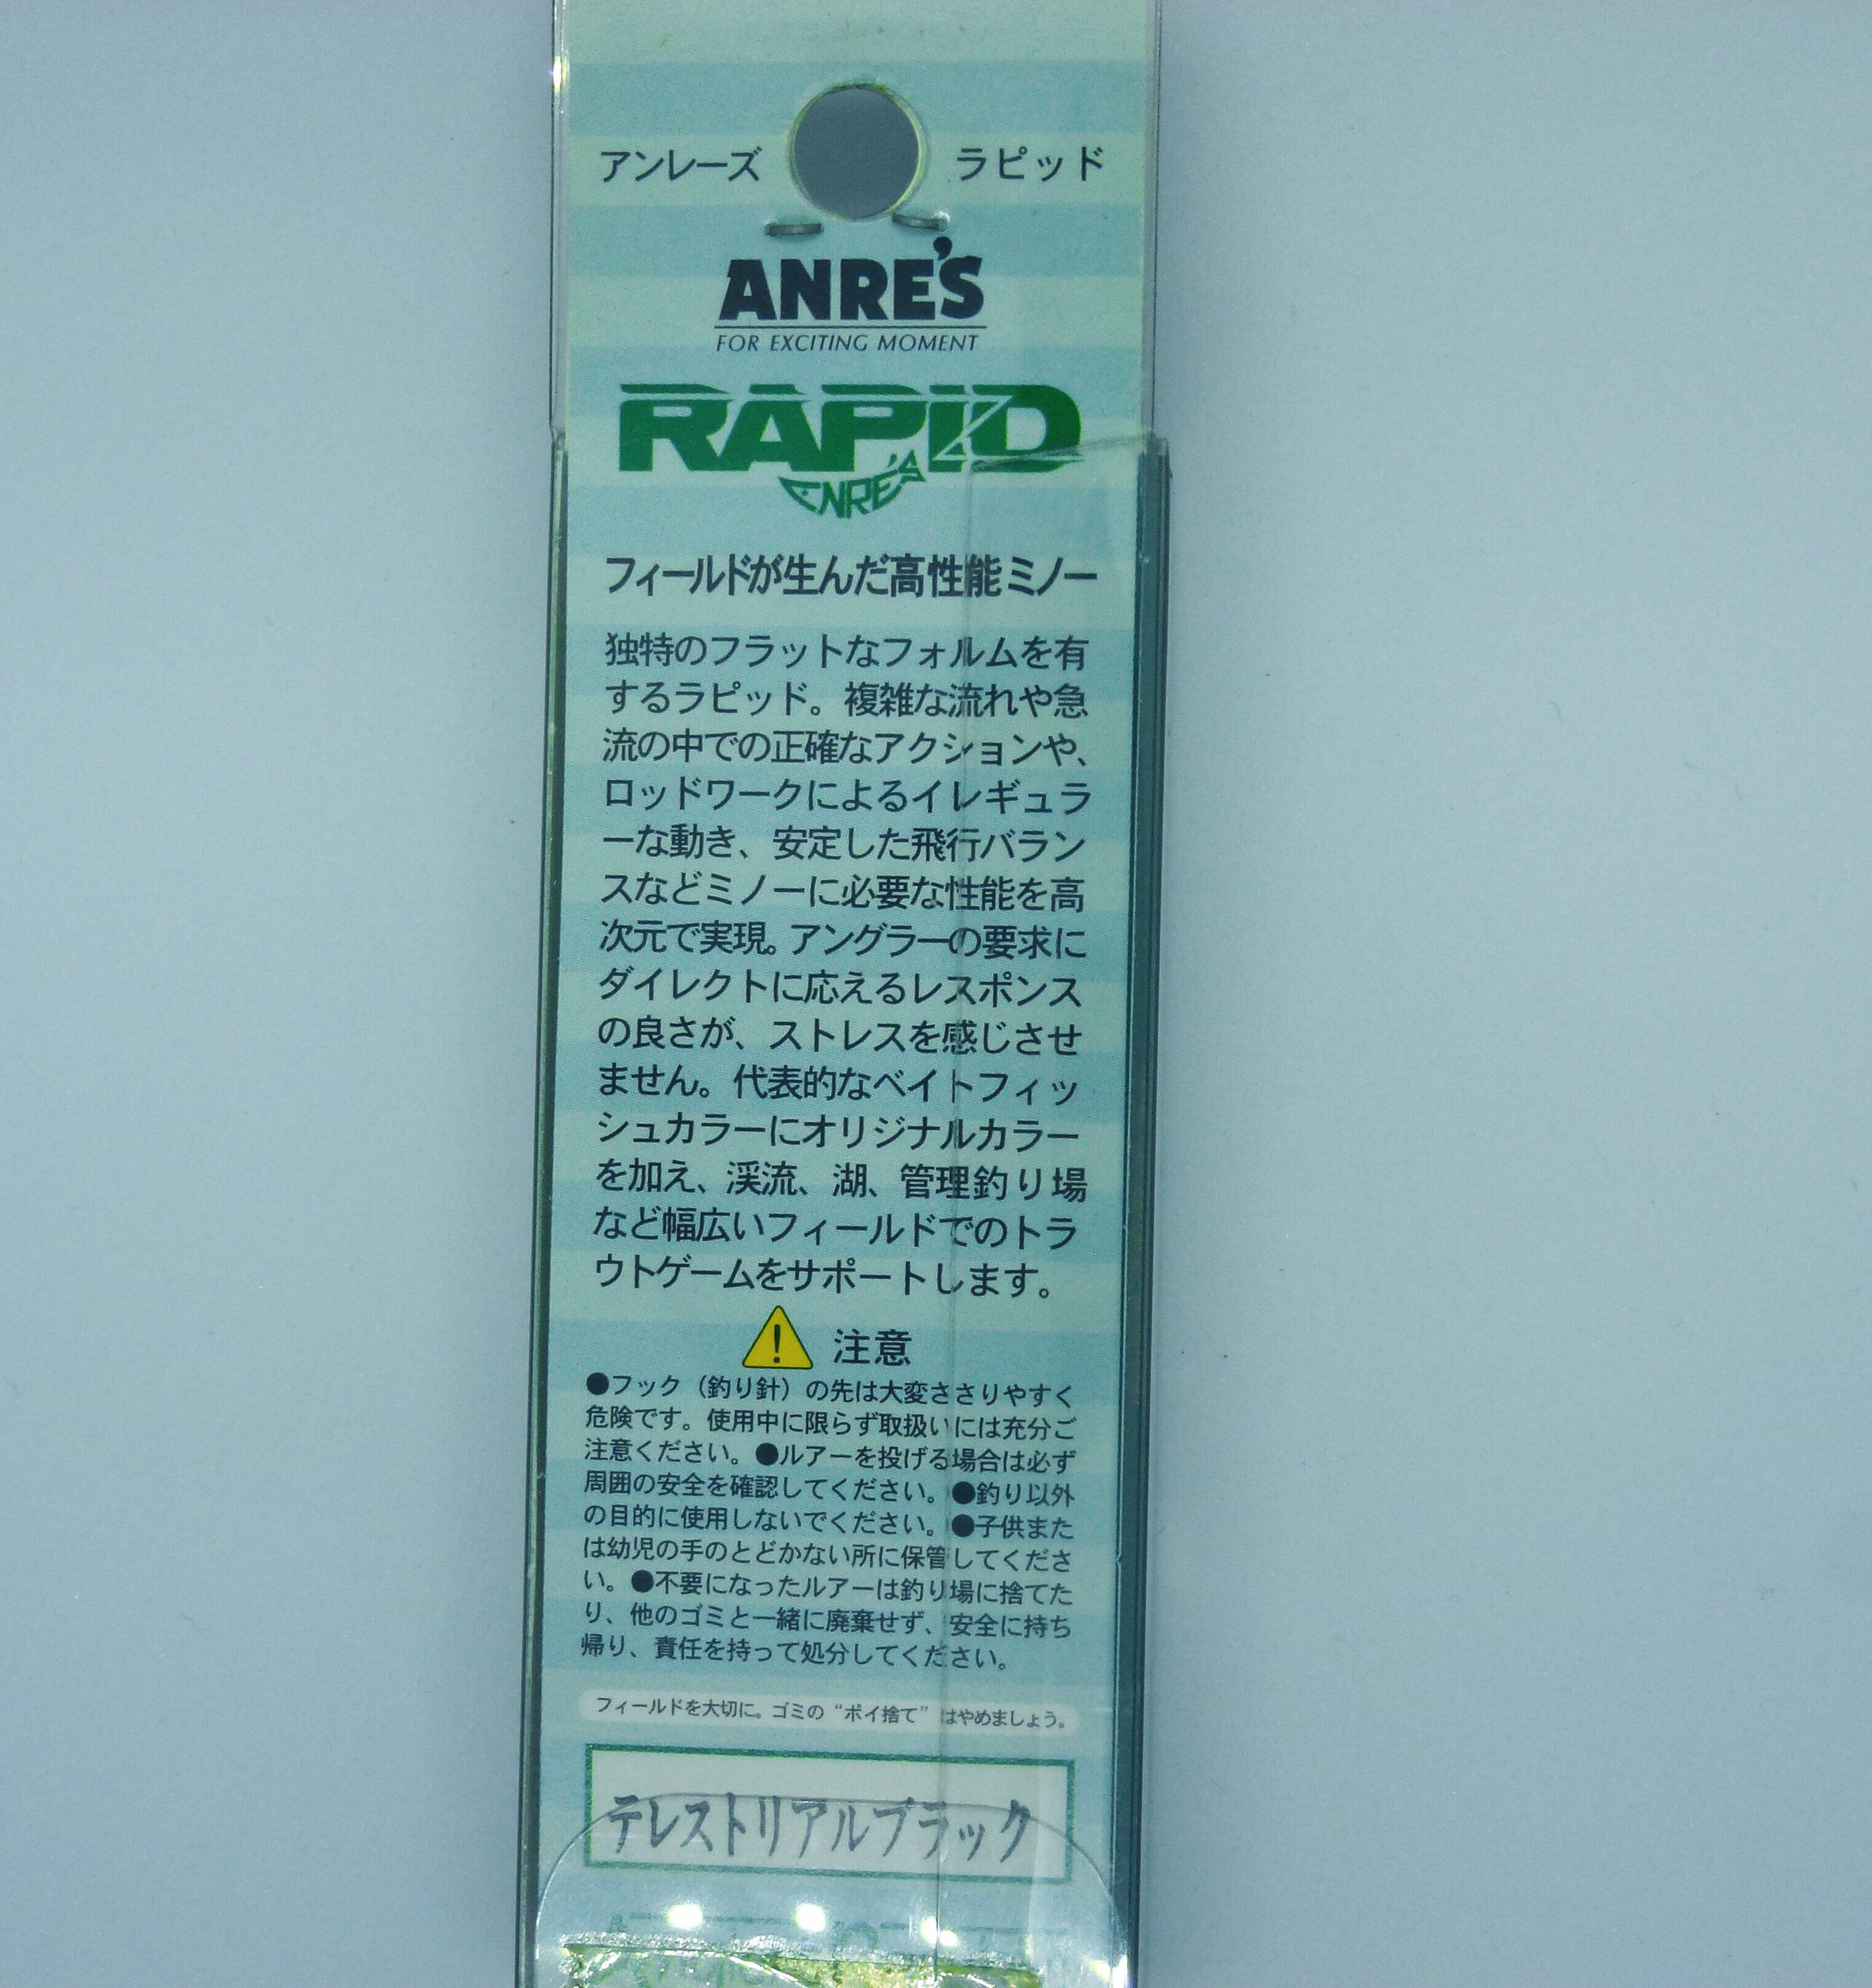 アンレーズ ラピッド
ANRE'S
FOR EXCITING MOMENT
RAPID
ANRE'S
フィールドが生んだ高性能ミノー
独特のフラットなフォルムを有
するラピッド。複雑な流れや急
流の中での正確なアクションや、
ロッドワークによるイレギュラ
ーな動き、安定した飛行バラン
スなどミノーに必要な性能を高
次元で実現。アングラーの要求に
ダイレクトに応えるレスポンス
の良さが、ストレスを感じさせ
ません。代表的なベイトフィッ
シュカラーにオリジナルカラー
を加え、渓流、湖、管理釣り場
など幅広いフィールドでのトラ
ウトゲームをサポートします。
注意
●フック（釣り針）の先は大変ささりやすく
危険です。使用中に限らず取扱いには充分ご
注意ください。●ルアーを投げる場合は必ず
周囲の安全を確認してください。●釣り以外
の目的に使用しないでください。●子供また
は幼児の手のとどかない所に保管してくださ
い。●不要になったルアーは釣り場に捨てた
り、他のゴミと一緒に廃棄せず、安全に持ち
帰り、責任を持って処分してください。
フィールドを大切に。ゴミの“ポイ捨て”はやめましょう。
テレストリアルブラック